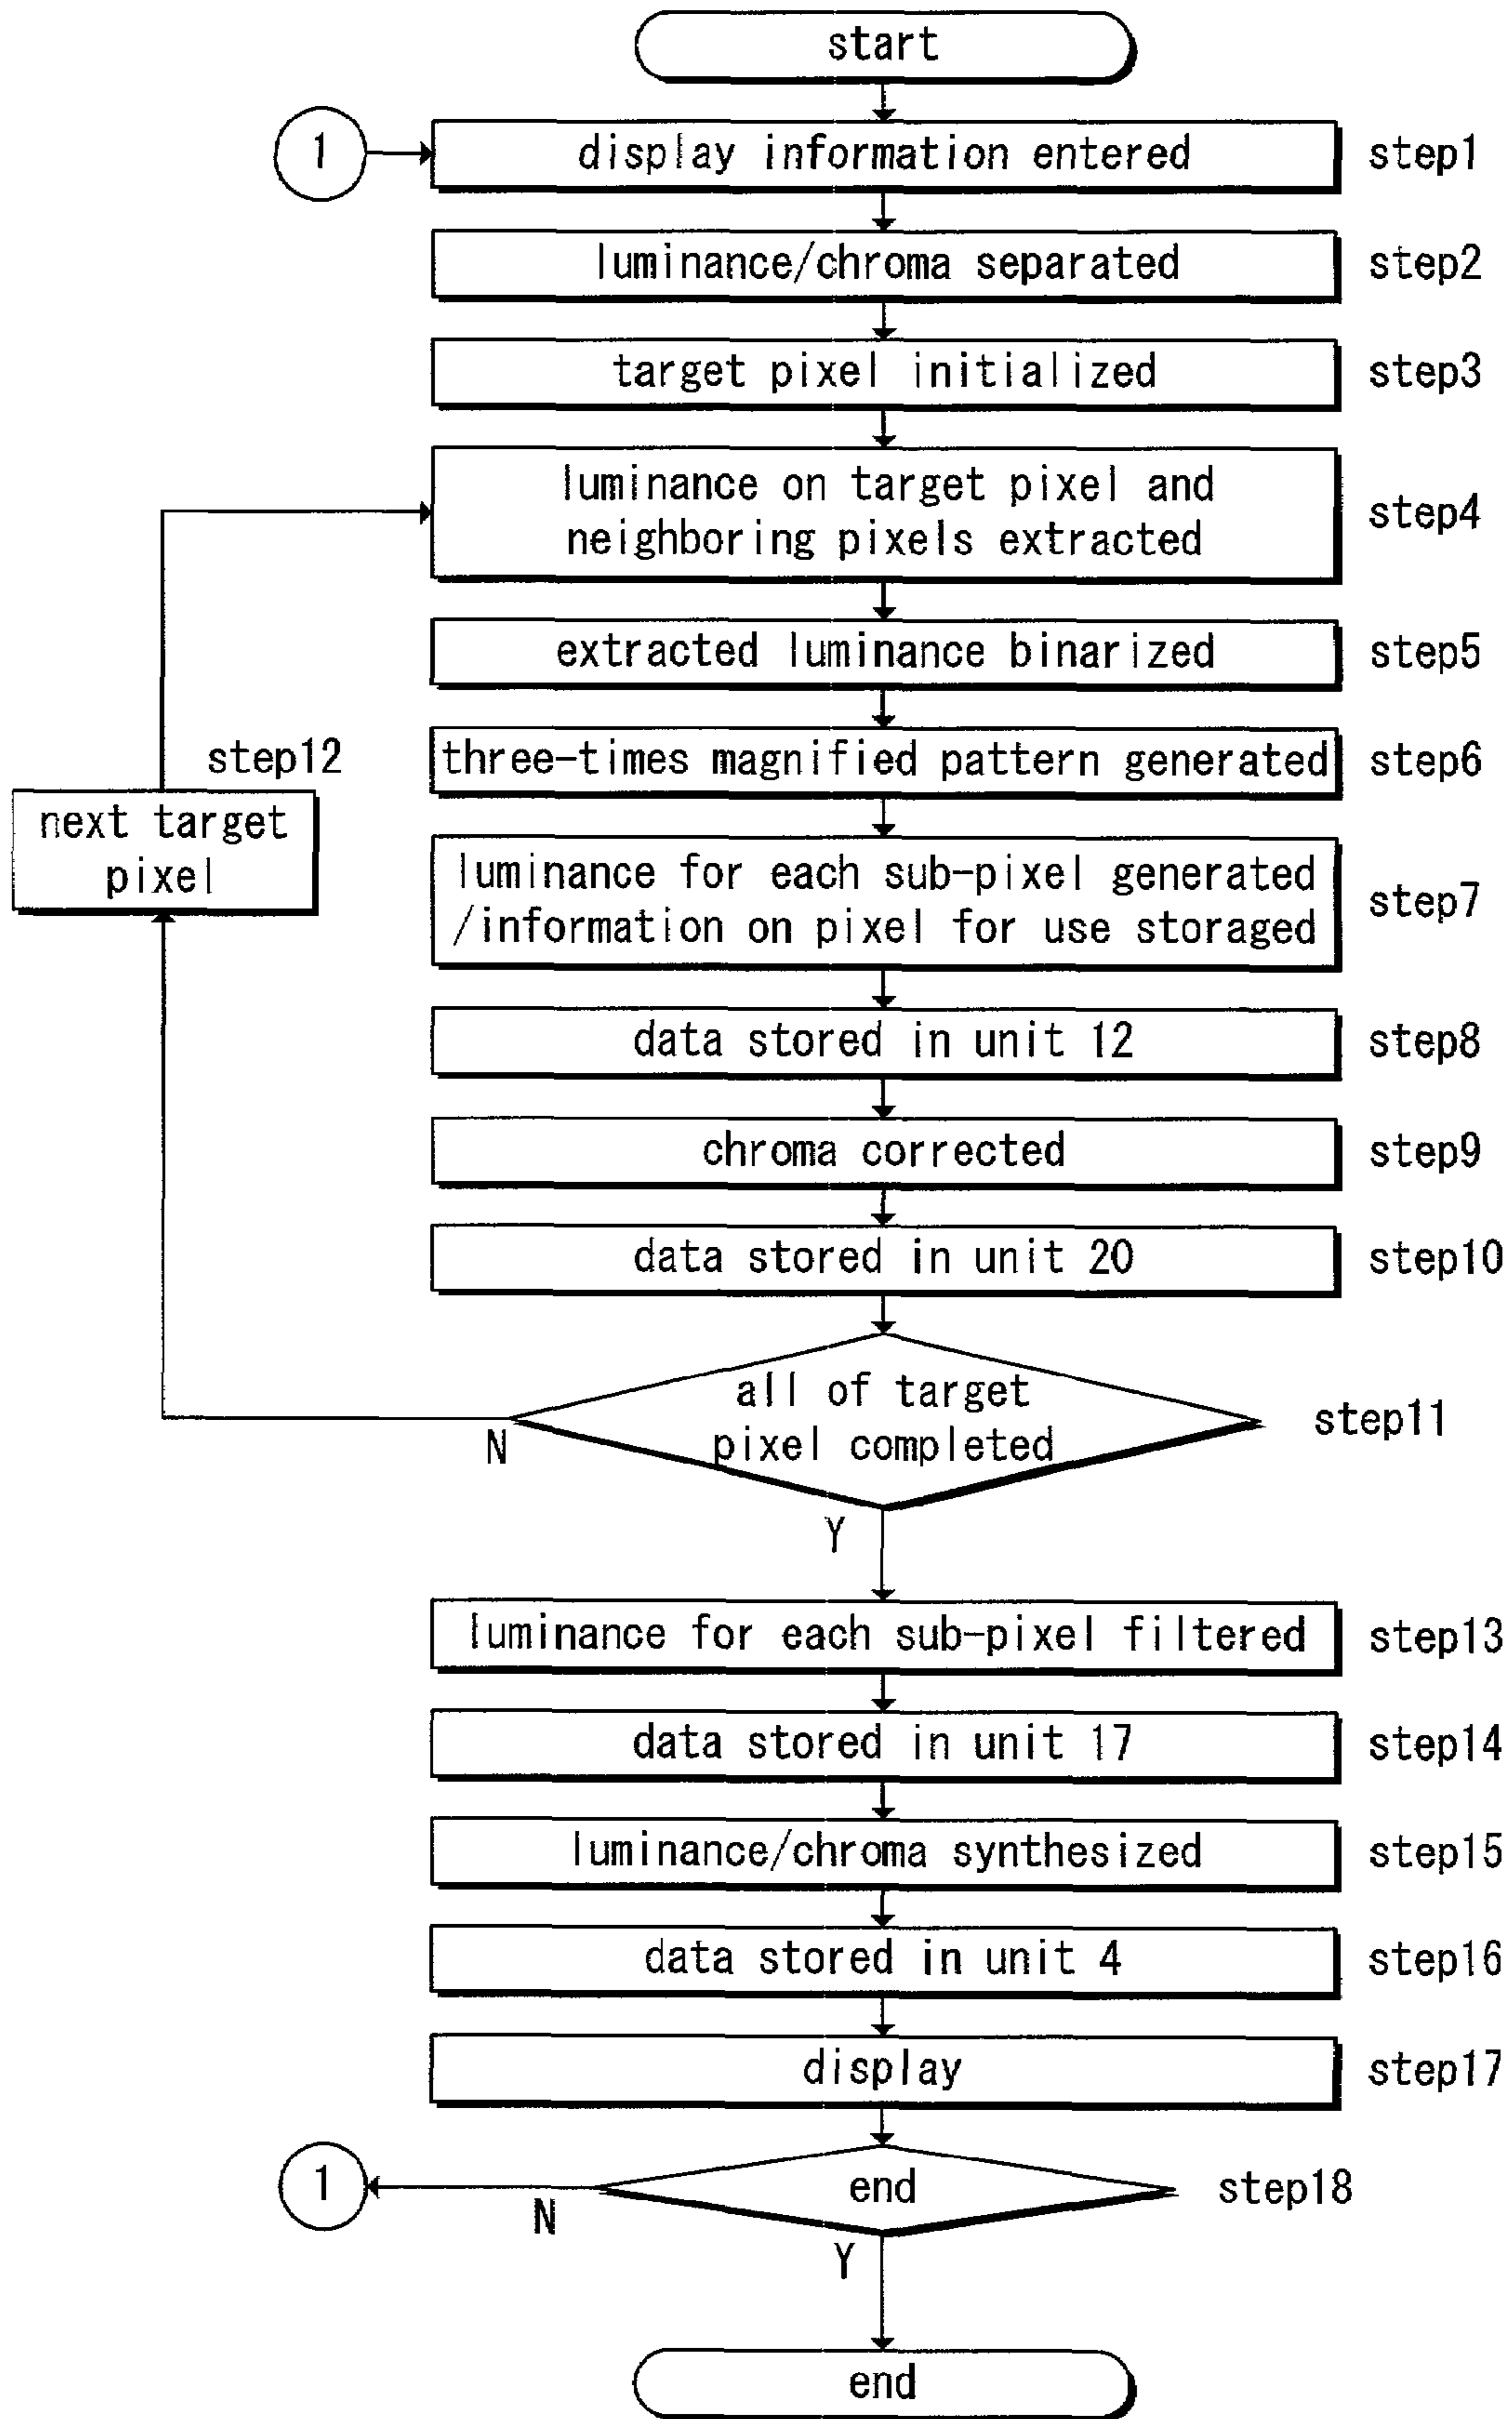 start
1
display information entered
step1
luminance/chroma separated
step2
target pixel initialized
step3
luminance on target pixel and
neighboring pixels extracted
step4
extracted luminance binarized
step5
three-times magnified pattern generated
step6
step12
next target
pixel
luminance for each sub-pixel generated
/information on pixel for use storaged
step7
data stored in unit 12
step8
chroma corrected
step9
data stored in unit 20
step10
all of target
pixel completed
step11
N
Y
luminance for each sub-pixel filtered
step13
data stored in unit 17
step14
luminance/chroma synthesized
step15
data stored in unit 4
step16
display
step17
1
end
step18
N
Y
end